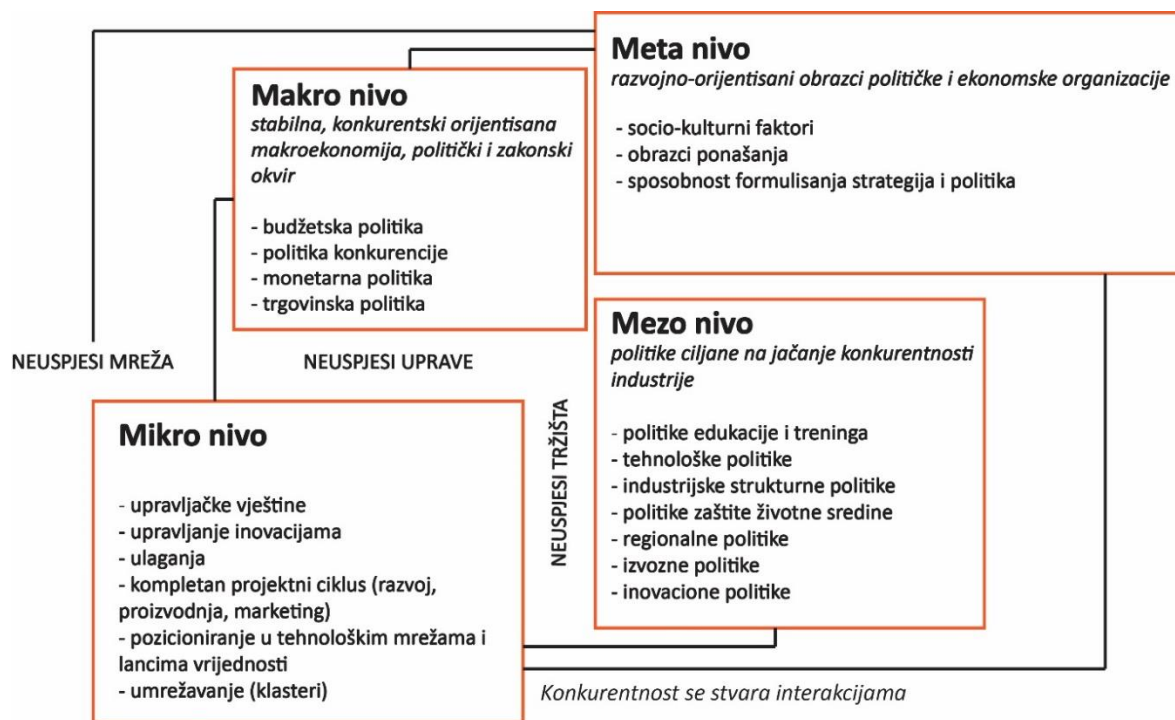 Meta nivo
razvojno-orijentisani obrazci političke i ekonomske organizacije
- socio-kulturni faktori
- obrazci ponašanja
- sposobnost formulisanja strategija i politika
Makro nivo
stabilna, konkurentski orijentisana
makroekonomija, politički i zakonski
okvir
- budžetska politika
- politika konkurencije
- monetarna politika
- trgovinska politika
NEUSPJESI MREŽA
NEUSPJESI UPRAVE
Mezo nivo
politike ciljane na jačanje konkurentnosti
industrije
- politike edukacije i treninga
- tehnološke politike
- industrijske strukturne politike
- politike zaštite životne sredine
- regionalne politike
- izvozne politike
- inovacione politike
NEUSPJESI TRŽIŠTA
Mikro nivo
- upravljačke vještine
- upravljanje inovacijama
- ulaganja
- kompletan projektni ciklus (razvoj,
proizvodnja, marketing)
- pozicioniranje u tehnološkim mrežama i
lancima vrijednosti
- umrežavanje (klasteri)
Konkurentnost se stvara interakcijama